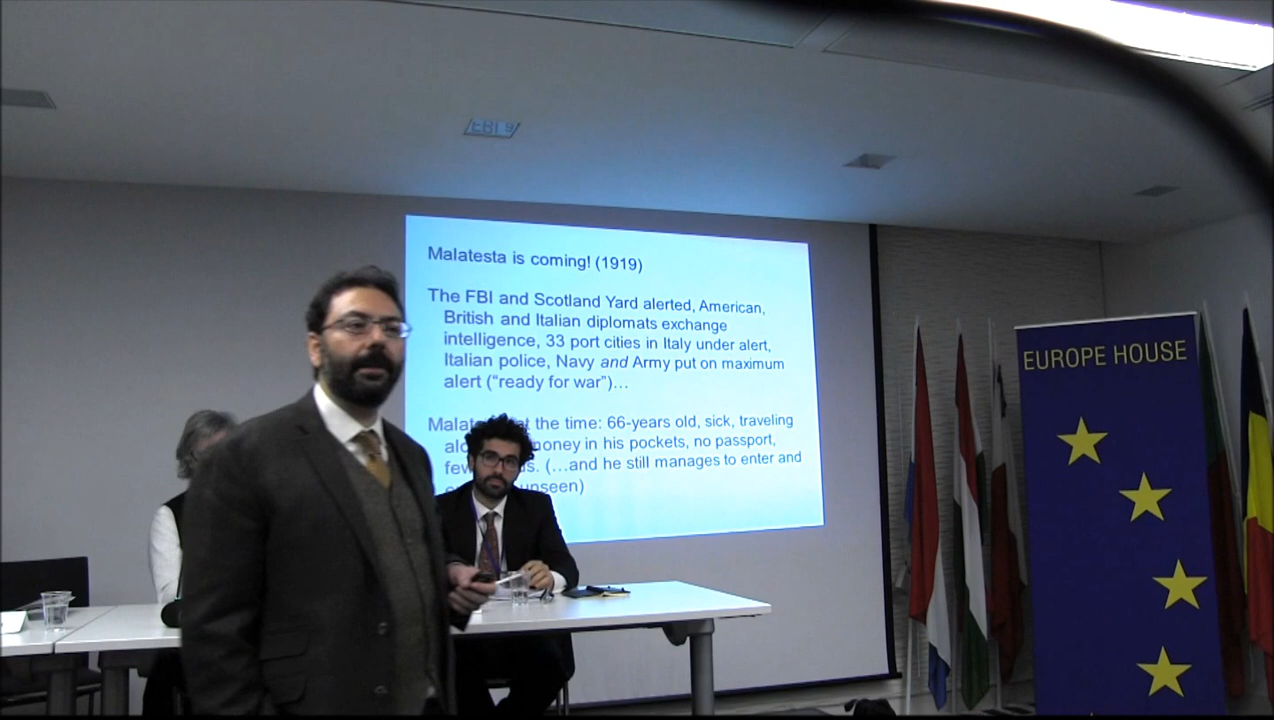 Malatesta is coming! (1919)
The FBI and Scotland Yard alerted, American,
British and Italian diplomats exchange
intelligence, 33 port cities in Italy under alert,
Italian police, Navy and Army put on maximum
alert (“ready for war”)…
at the time: 66-years old, sick, traveling
money in his pockets, no passport,
(…and he still manages to enter and
unseen)
EUROPE HOUSE